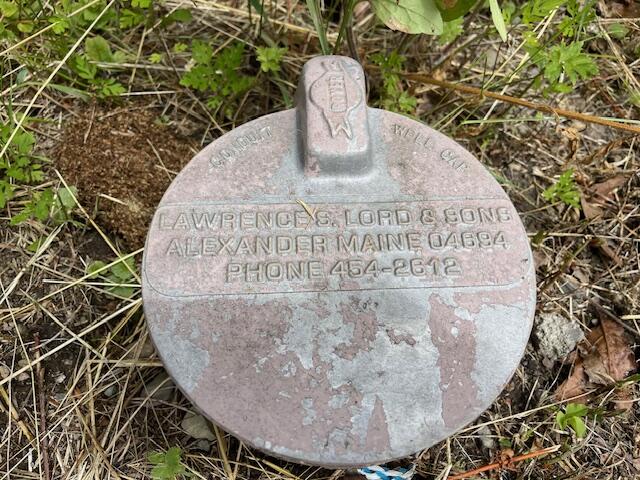 CONDUIT WELL CAP
LAWRENCE S. LORD & SONS
ALEXANDER MAINE 04694
PHONE 454-2612